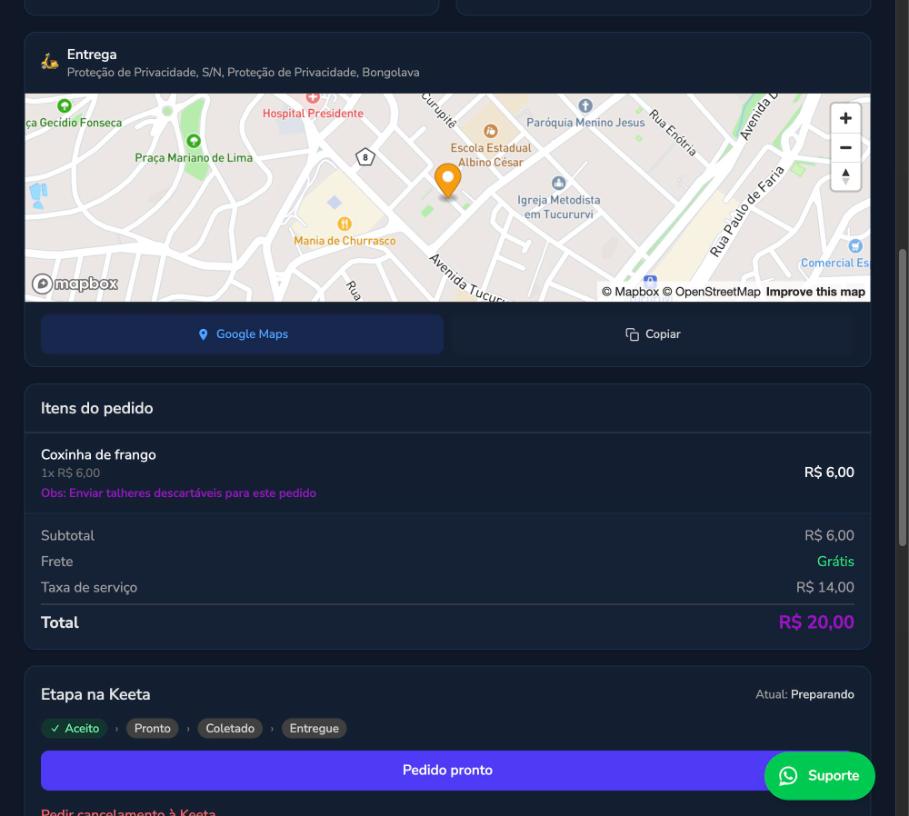 Entrega
Proteção de Privacidade, S/N, Proteção de Privacidade, Bongolava
ça Gecídio Fonseca
Hospital Presidente
Curupitê
Paróquia Menino Jesus
Rua Enótria
Avenida D
Praça Mariano de Lima
8
Escola Estadual
Albino César
Igreja Metodista
em Tucururvi
Rua Paulo de Faria
Mania de Churrasco
Comercial Es
Avenida Tucur
Rua
mapbox
© Mapbox © OpenStreetMap Improve this map
Google Maps
Copiar
Itens do pedido
Coxinha de frango
1x R$ 6,00
R$ 6,00
Obs: Enviar talheres descartáveis para este pedido
Subtotal R$ 6,00
Frete Grátis
Taxa de serviço R$ 14,00
Total R$ 20,00
Etapa na Keeta Atual: Preparando
✓ Aceito › Pronto › Coletado › Entregue
Pedido pronto
Suporte
Pedir cancelamento à Keeta